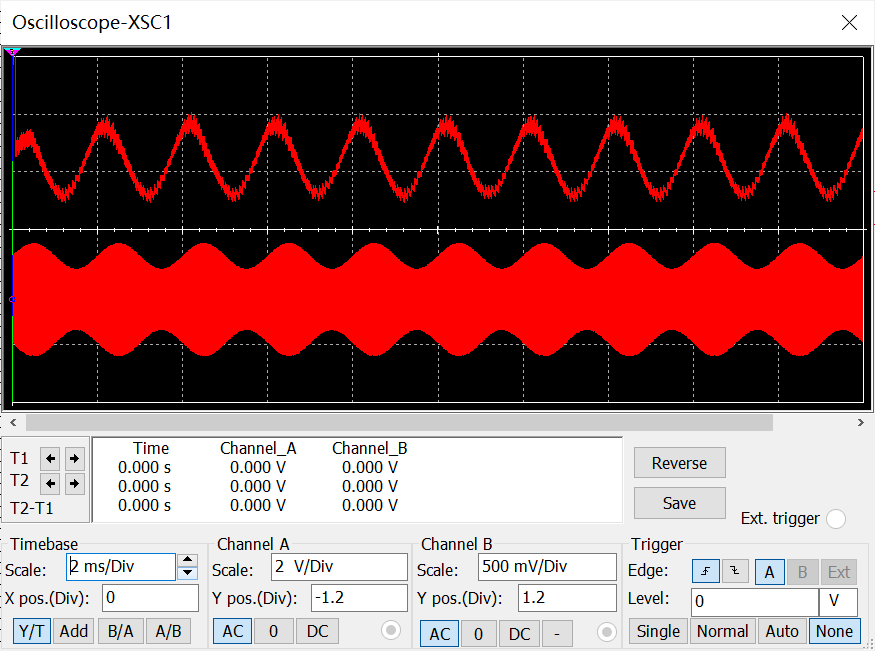 Oscilloscope-XSC1
Time Channel_A Channel_B
T1 0.000 s 0.000 V 0.000 V
T2 0.000 s 0.000 V 0.000 V
T2-T1 0.000 s 0.000 V 0.000 V
Reverse
Save
Ext. trigger
Timebase
Scale: 2 ms/Div
X pos.(Div): 0
Y/T Add B/A A/B
Channel A
Scale: 2 V/Div
Y pos.(Div): -1.2
AC 0 DC
Channel B
Scale: 500 mV/Div
Y pos.(Div): 1.2
AC 0 DC -
Trigger
Edge: A B Ext
Level: 0 V
Single Normal Auto None